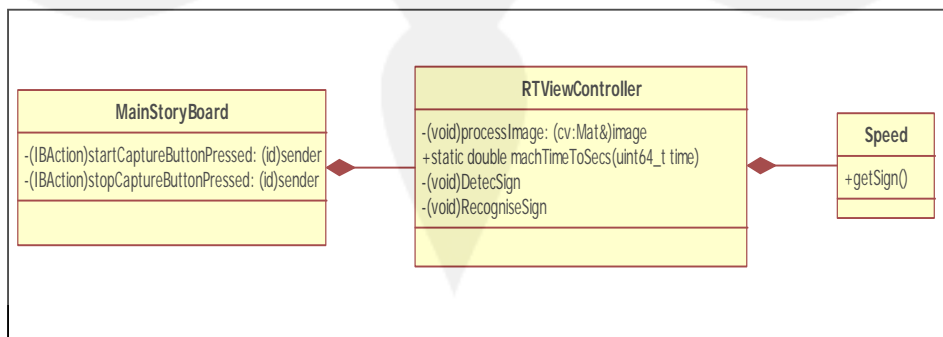 MainStoryBoard
-(IBAction)startCaptureButtonPressed: (id)sender
-(IBAction)stopCaptureButtonPressed: (id)sender
RTViewController
-(void)processImage: (cv:Mat&)image
+static double machTimeToSecs(uint64_t time)
-(void)DetecSign
-(void)RecogniseSign
Speed
+getSign()